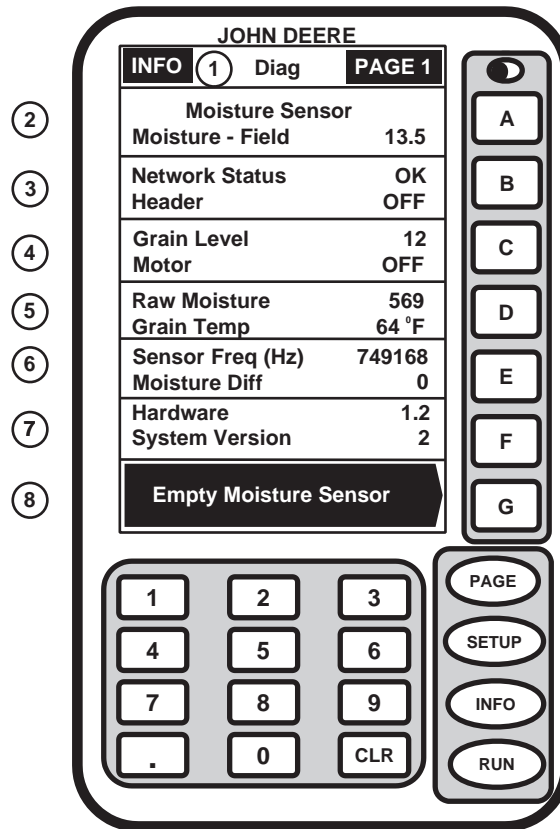 JOHN DEERE
INFO 1 Diag PAGE 1
2 Moisture Sensor
Moisture - Field 13.5
A
3 Network Status OK
Header OFF
B
4 Grain Level 12
Motor OFF
C
5 Raw Moisture 569
Grain Temp 64 °F
D
6 Sensor Freq (Hz) 749168
Moisture Diff 0
E
7 Hardware 1.2
System Version 2
F
8 Empty Moisture Sensor
G
1 2 3
4 5 6
7 8 9
. 0 CLR
PAGE
SETUP
INFO
RUN